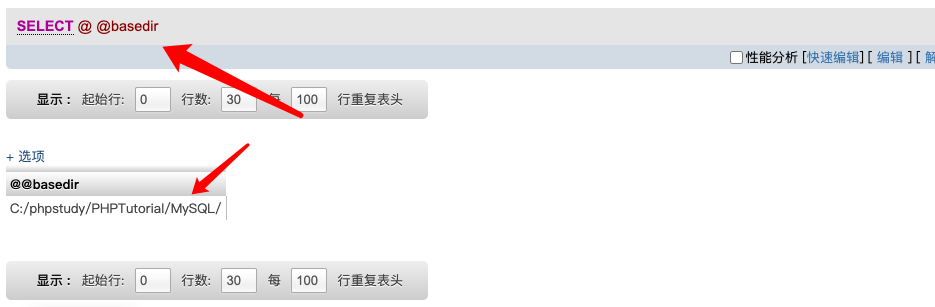 SELECT @ @basedir
性能分析 [快速编辑] [ 编辑 ] [ 解
显示 : 起始行: 0 行数: 30 每 100 行重复表头
+ 选项
@@basedir
C:/phpstudy/PHPTutorial/MySQL/
显示 : 起始行: 0 行数: 30 每 100 行重复表头